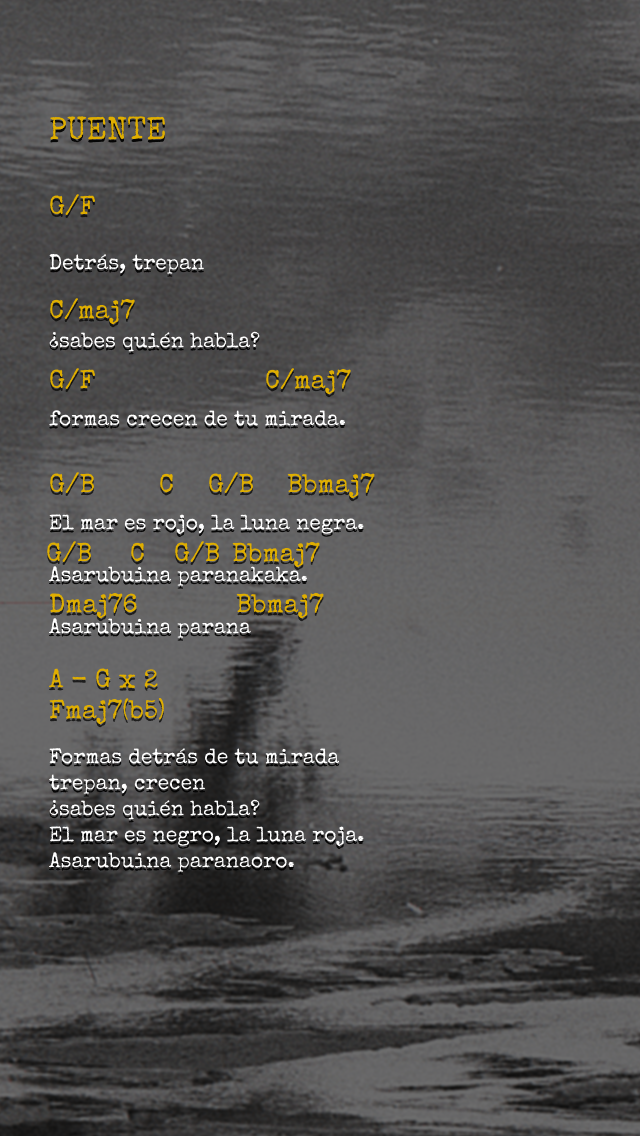 PUENTE
G/F
Detrás, trepan
C/maj7
¿sabes quién habla?
G/F C/maj7
formas crecen de tu mirada.
G/B C G/B Bbmaj7
El mar es rojo, la luna negra.
G/B C G/B Bbmaj7
Asarubuina paranakaka.
Dmaj76 Bbmaj7
Asarubuina parana
A - G x 2
Fmaj7(b5)
Formas detrás de tu mirada
trepan, crecen
¿sabes quién habla?
El mar es negro, la luna roja.
Asarubuina paranaoro.